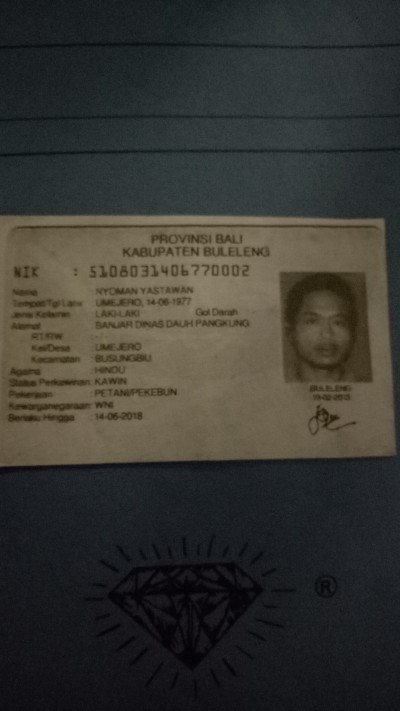 PROVINSI BALI
KABUPATEN BULELENG
NIK : 5108031406770002
Nama : NYOMAN YASTAWAN
Tempat/Tgl Lahir : UMEJERO, 14-06-1977
Jenis Kelamin : LAKI-LAKI Gol Darah
Alamat : BANJAR DINAS DAUH PANGKUNG
RT/RW : -/-
Kel/Desa : UMEJERO
Kecamatan : BUSUNGBIU
Agama : HINDU
Status Perkawinan: KAWIN
Pekerjaan : PETANI/PEKEBUN
Kewarganegaraan: WNI
Berlaku Hingga : 14-06-2018
BULELENG
®